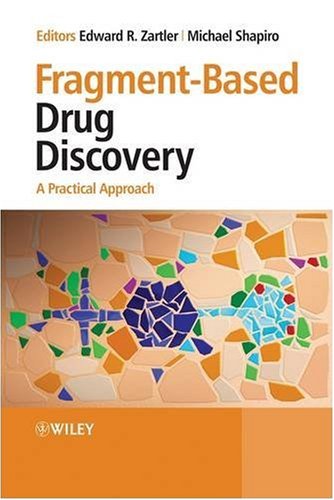 Editors Edward R. Zartler | Michael Shapiro
Fragment-Based
Drug
Discovery
A Practical Approach
WILEY